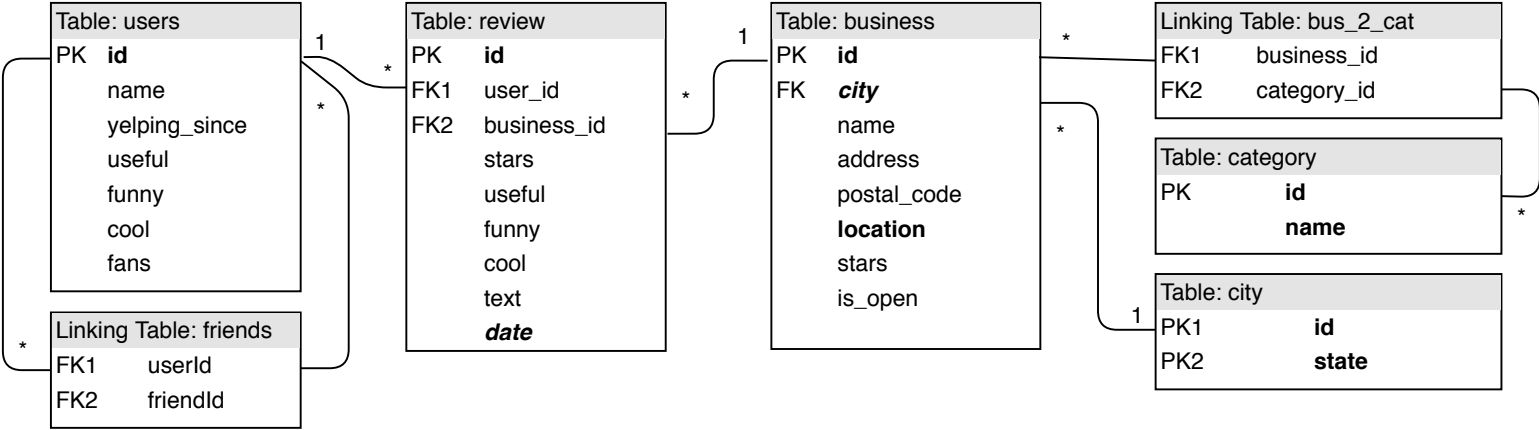 Table: users
PK id
name
yelping_since
useful
funny
cool
fans
Linking Table: friends
FK1 userId
FK2 friendId
1
*
*
*
Table: review
PK id
FK1 user_id
FK2 business_id
stars
useful
funny
cool
text
date
1
*
Table: business
PK id
FK city
name
address
postal_code
location
stars
is_open
*
*
1
Linking Table: bus_2_cat
FK1 business_id
FK2 category_id
Table: category
PK id
name
*
Table: city
PK1 id
PK2 state